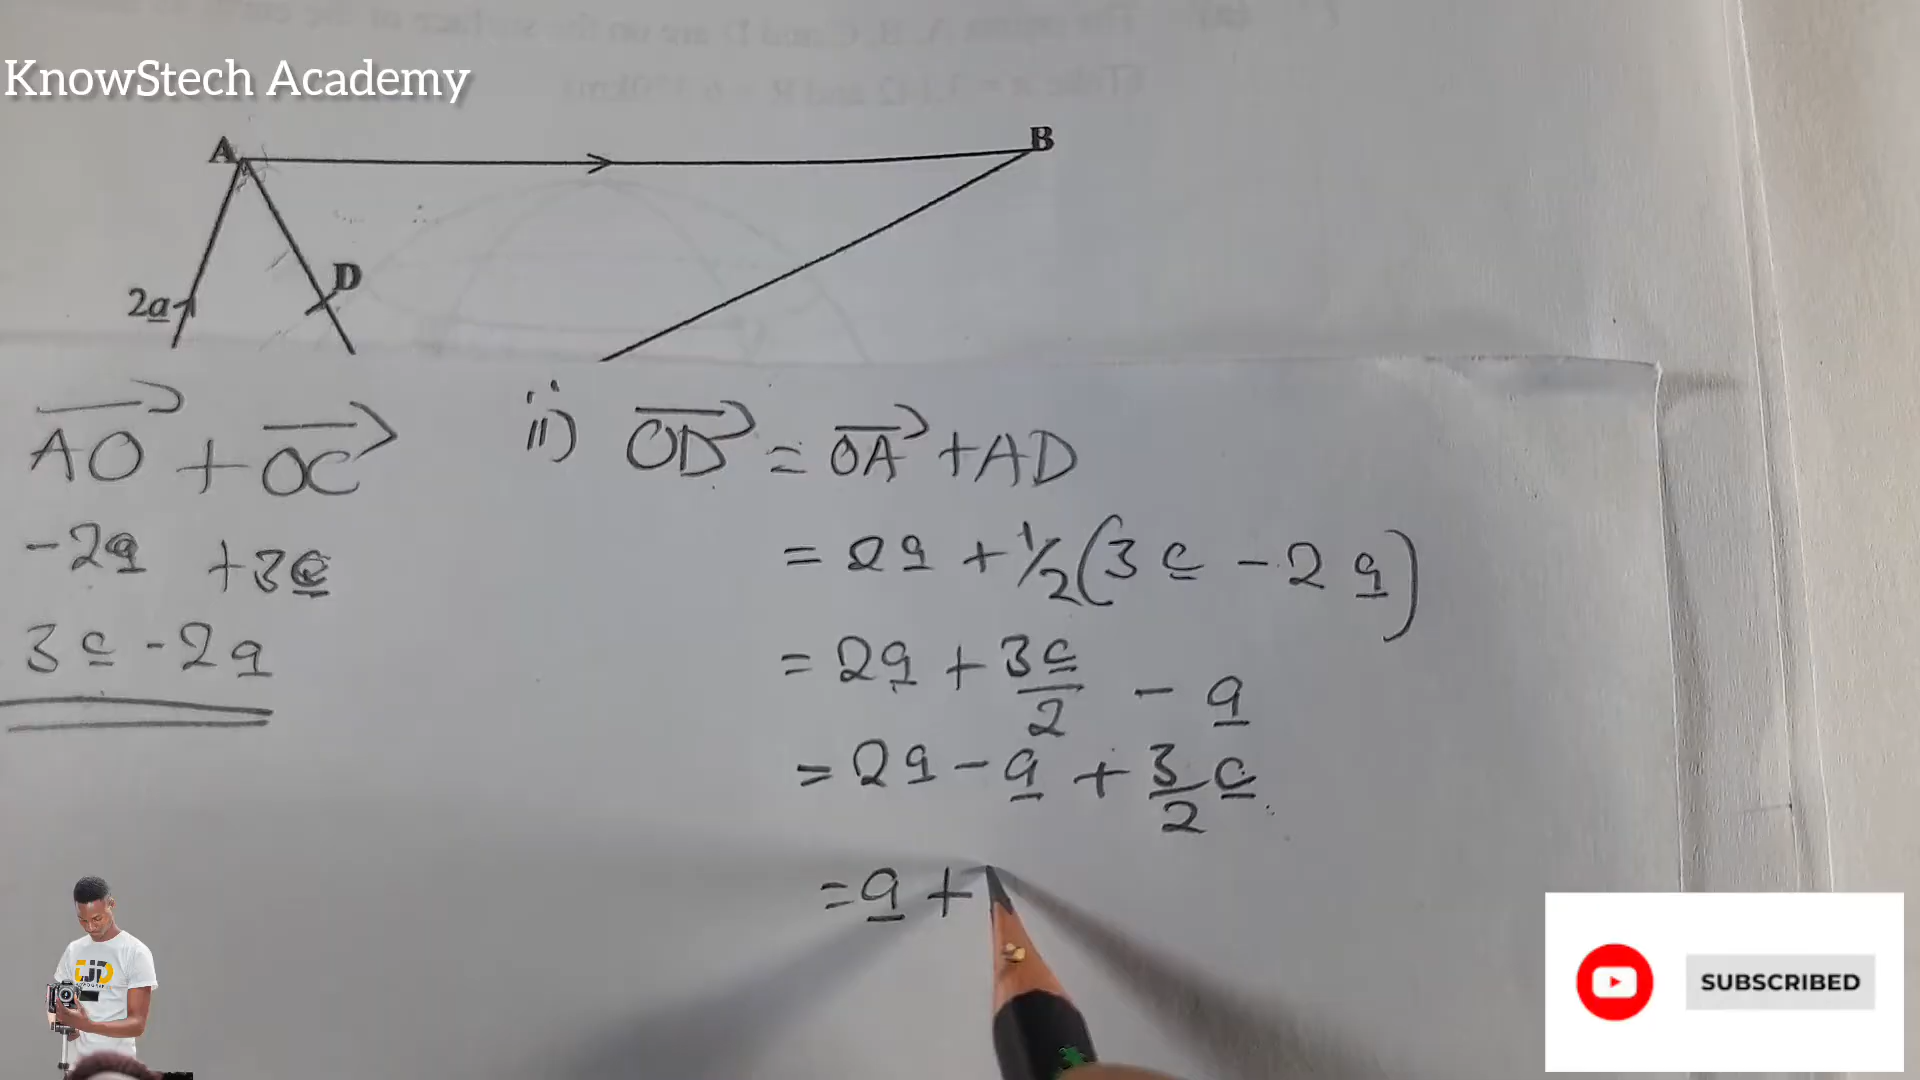 KnowStech Academy
A
B
D
2a
AO + OC
-2a + 3c
3c - 2a
ii) OD = OA + AD
= 2a + 1/2(3c - 2a)
= 2a + 3c/2 - a
= 2a - a + 3/2 c
= a +
SUBSCRIBED